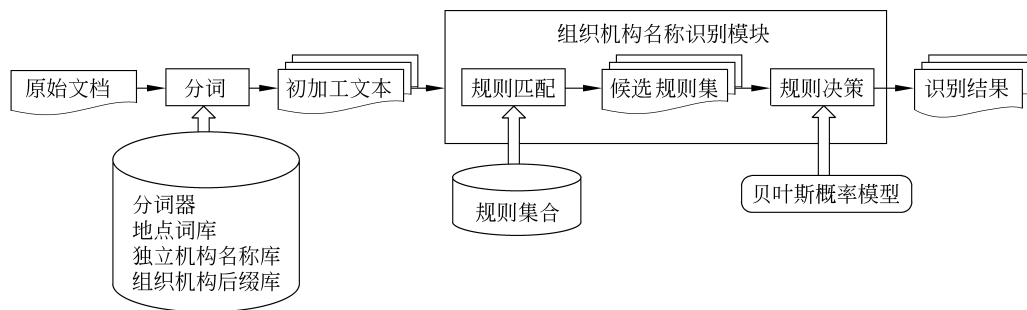 组织机构名称识别模块
原始文档
分词
初加工文本
规则匹配
候选规则集
规则决策
识别结果
分词器
地点词库
独立机构名称库
组织机构后缀库
规则集合
贝叶斯概率模型